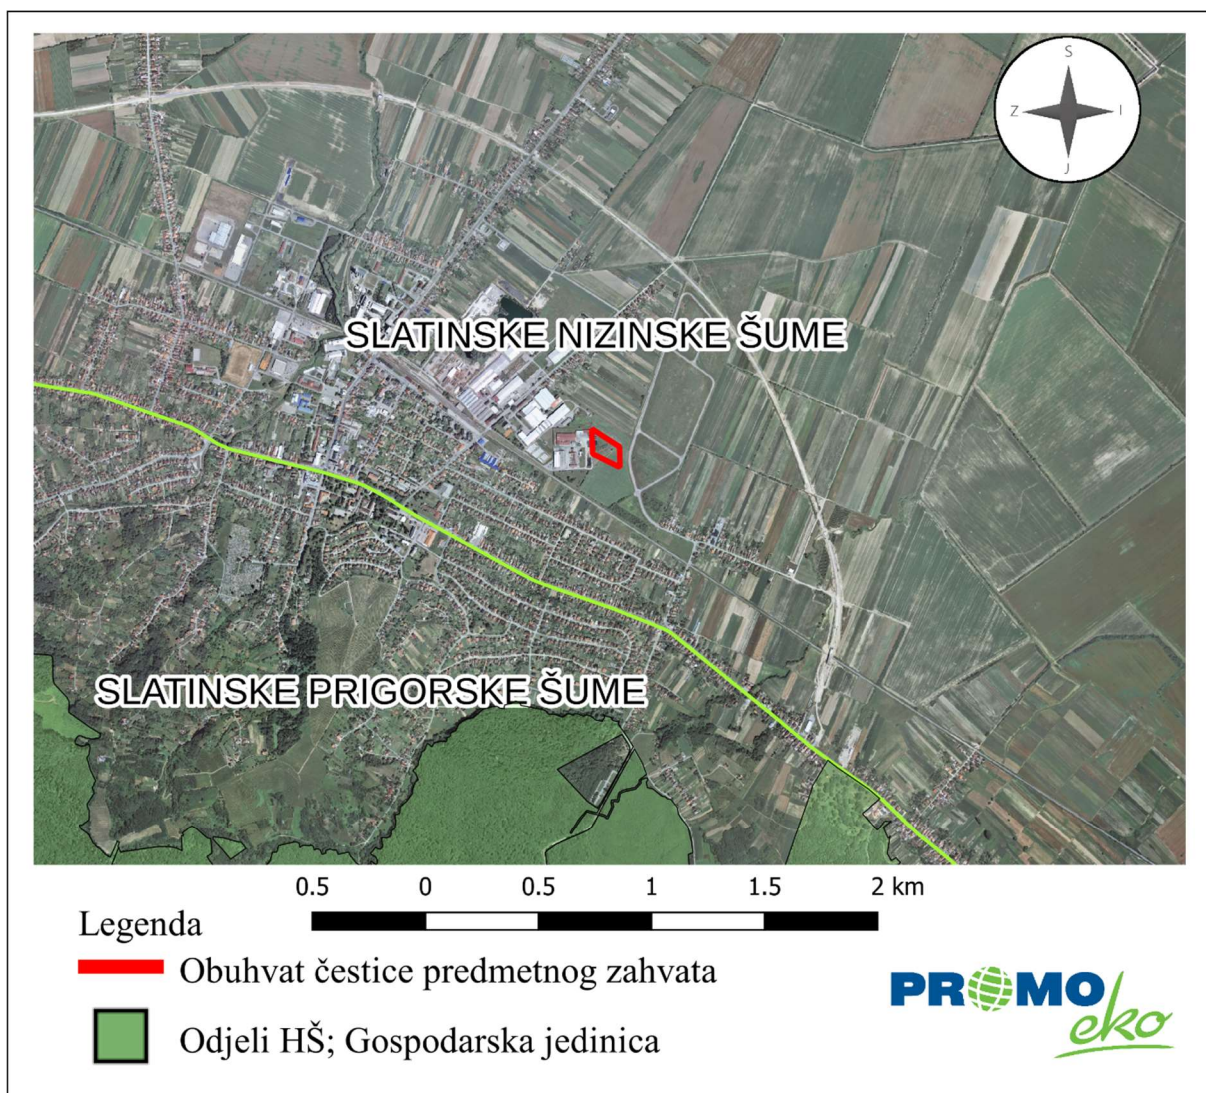 S
Z
I
J
SLATINSKE NIZINSKE ŠUME
SLATINSKE PRIGORSKE ŠUME
0.5 0 0.5 1 1.5 2 km
Legenda
Obuhvat čestice predmetnog zahvata
Odjeli HŠ; Gospodarska jedinica
PROMO
eko